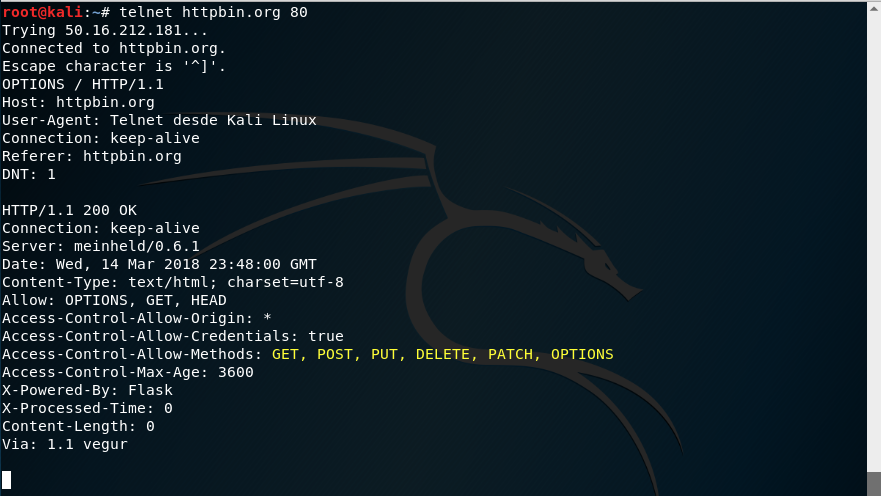 root@kali:~# telnet httpbin.org 80
Trying 50.16.212.181...
Connected to httpbin.org.
Escape character is '^]'.
OPTIONS / HTTP/1.1
Host: httpbin.org
User-Agent: Telnet desde Kali Linux
Connection: keep-alive
Referer: httpbin.org
DNT: 1
HTTP/1.1 200 OK
Connection: keep-alive
Server: meinheld/0.6.1
Date: Wed, 14 Mar 2018 23:48:00 GMT
Content-Type: text/html; charset=utf-8
Allow: OPTIONS, GET, HEAD
Access-Control-Allow-Origin: *
Access-Control-Allow-Credentials: true
Access-Control-Allow-Methods: GET, POST, PUT, DELETE, PATCH, OPTIONS
Access-Control-Max-Age: 3600
X-Powered-By: Flask
X-Processed-Time: 0
Content-Length: 0
Via: 1.1 vegur